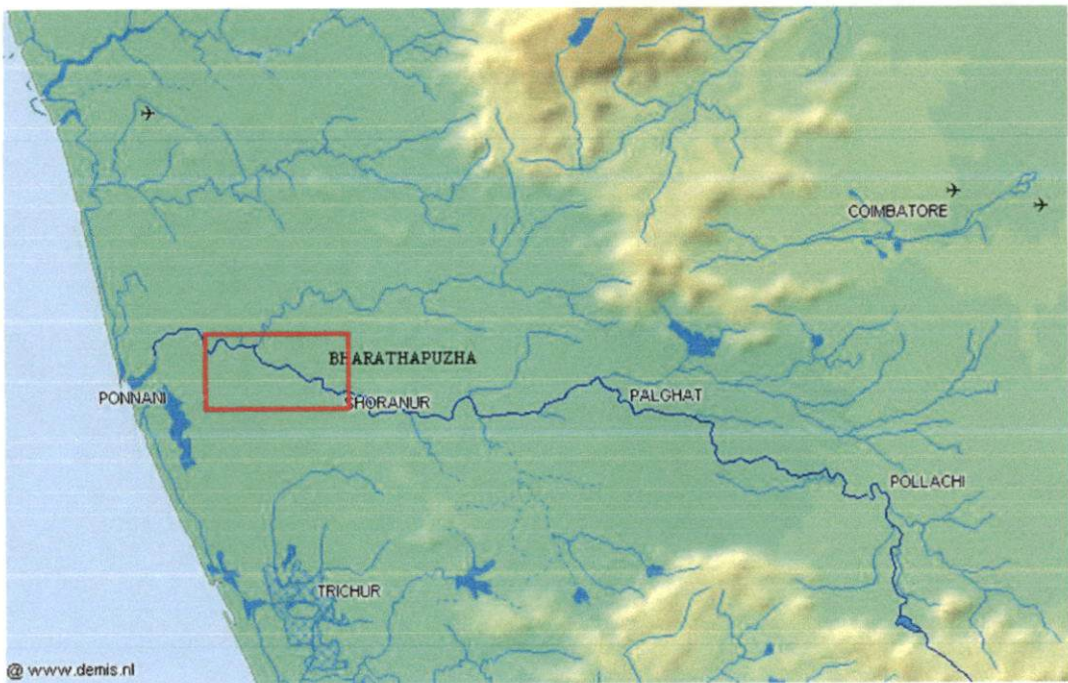 COIMBATORE
BHARATHAPUZHA
PONNANI
SHORANUR
PALGHAT
POLLACHI
TRICHUR
@ www.demis.nl